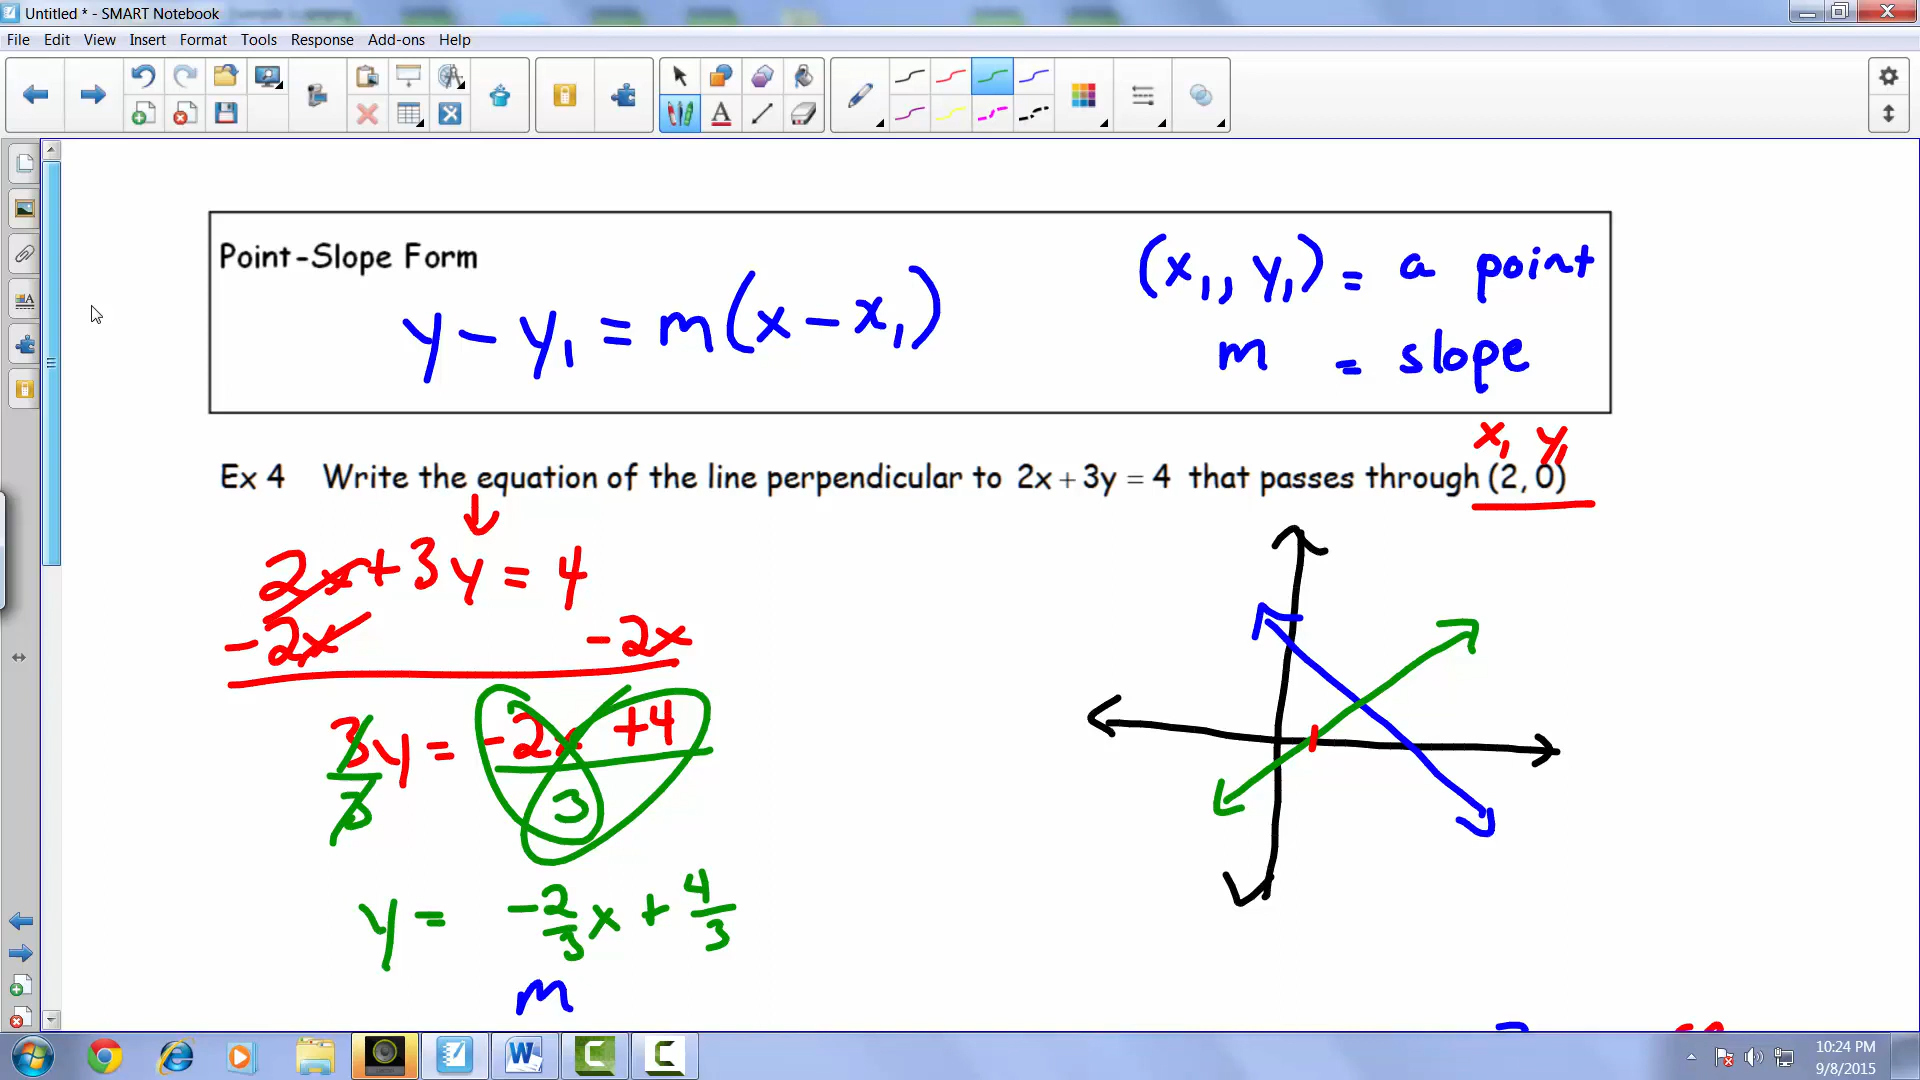 Untitled * - SMART Notebook
File Edit View Insert Format Tools Response Add-ons Help
Point-Slope Form
y - y₁ = m(x - x₁)
(x₁, y₁) = a point
m = slope
x₁ y₁
Ex 4 Write the equation of the line perpendicular to 2x + 3y = 4 that passes through (2, 0)
2x + 3y = 4
-2x -2x
3y = -2x +4
3 3
y = -2/3 x + 4/3
m
10:24 PM
9/8/2015